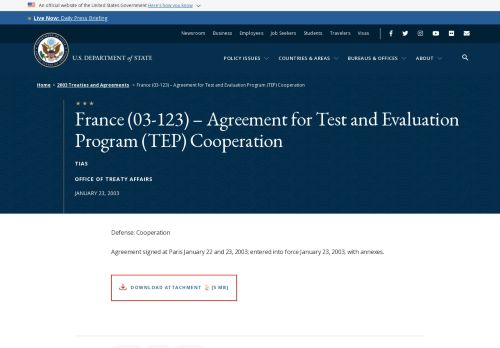 An official website of the United States Government Here's how you know
Live Now: Daily Press Briefing
Newsroom Business Employees Job Seekers Students Travelers Visas
U.S. DEPARTMENT of STATE
POLICY ISSUES COUNTRIES & AREAS BUREAUS & OFFICES ABOUT
Home > 2003 Treaties and Agreements > France (03-123) – Agreement for Test and Evaluation Program (TEP) Cooperation
France (03-123) – Agreement for Test and Evaluation
Program (TEP) Cooperation
TIAS
OFFICE OF TREATY AFFAIRS
JANUARY 23, 2003
Defense: Cooperation
Agreement signed at Paris January 22 and 23, 2003; entered into force January 23, 2003, with annexes.
DOWNLOAD ATTACHMENT [5 MB]